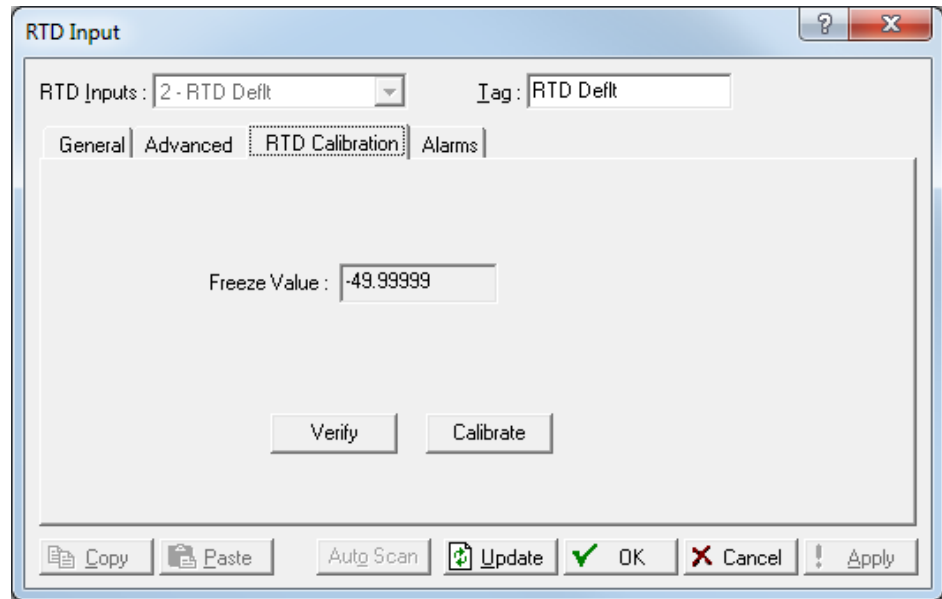 RTD Input
RTD Inputs : 2 - RTD Deflt Tag : RTD Deflt
General Advanced RTD Calibration Alarms
Freeze Value : -49.99999
Verify Calibrate
Copy Paste Auto Scan Update OK Cancel ! Apply